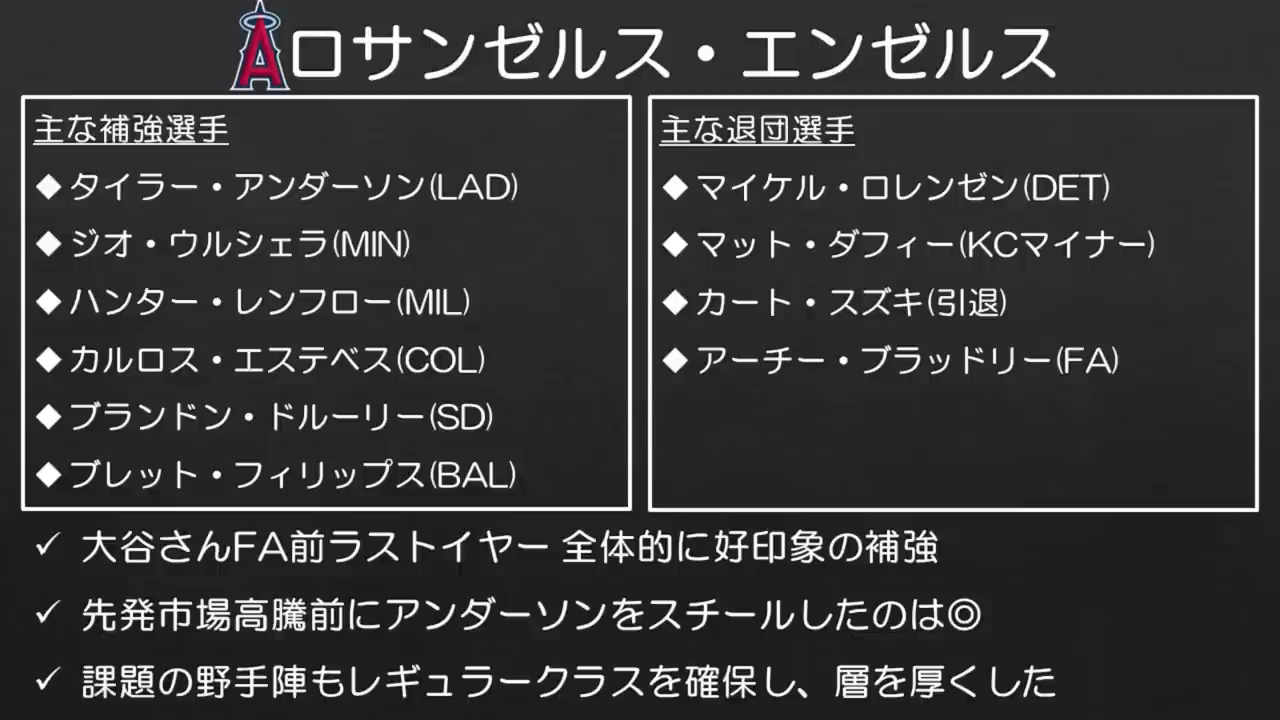 Aロサンゼルス・エンゼルス
主な補強選手
◆タイラー・アンダーソン(LAD)
◆ジオ・ウルシェラ(MIN)
◆ハンター・レンフロー(MIL)
◆カルロス・エステベス(COL)
◆ブランドン・ドルーリー(SD)
◆ブレット・フィリップス(BAL)
主な退団選手
◆マイケル・ロレンゼン(DET)
◆マット・ダフィー(KCマイナー)
◆カート・スズキ(引退)
◆アーチー・ブラッドリー(FA)
✓ 大谷さんFA前ラストイヤー 全体的に好印象の補強
✓ 先発市場高騰前にアンダーソンをスチールしたのは◎
✓ 課題の野手陣もレギュラークラスを確保し、層を厚くした